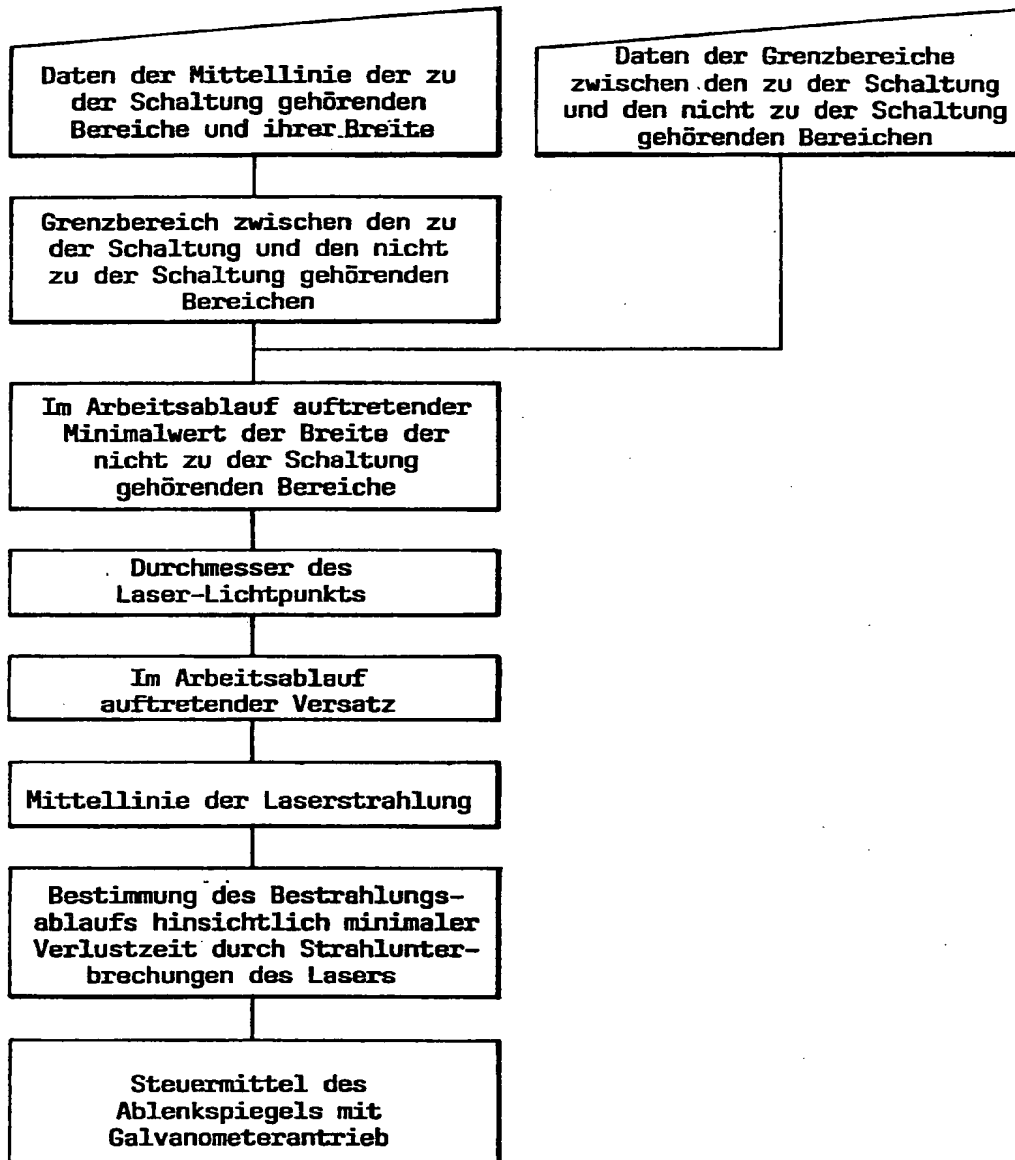 Daten der Mittellinie der zu
der Schaltung gehörenden
Bereiche und ihrer Breite
Daten der Grenzbereiche
zwischen den zu der Schaltung
und den nicht zu der Schaltung
gehörenden Bereichen
Grenzbereich zwischen den zu
der Schaltung und den nicht
zu der Schaltung gehörenden
Bereichen
Im Arbeitsablauf auftretender
Minimalwert der Breite der
nicht zu der Schaltung
gehörenden Bereiche
Durchmesser des
Laser-Lichtpunkts
Im Arbeitsablauf
auftretender Versatz
Mittellinie der Laserstrahlung
Bestimmung des Bestrahlungs-
ablaufs hinsichtlich minimaler
Verlustzeit durch Strahlunter-
brechungen des Lasers
Steuermittel des
Ablenkspiegels mit
Galvanometerantrieb